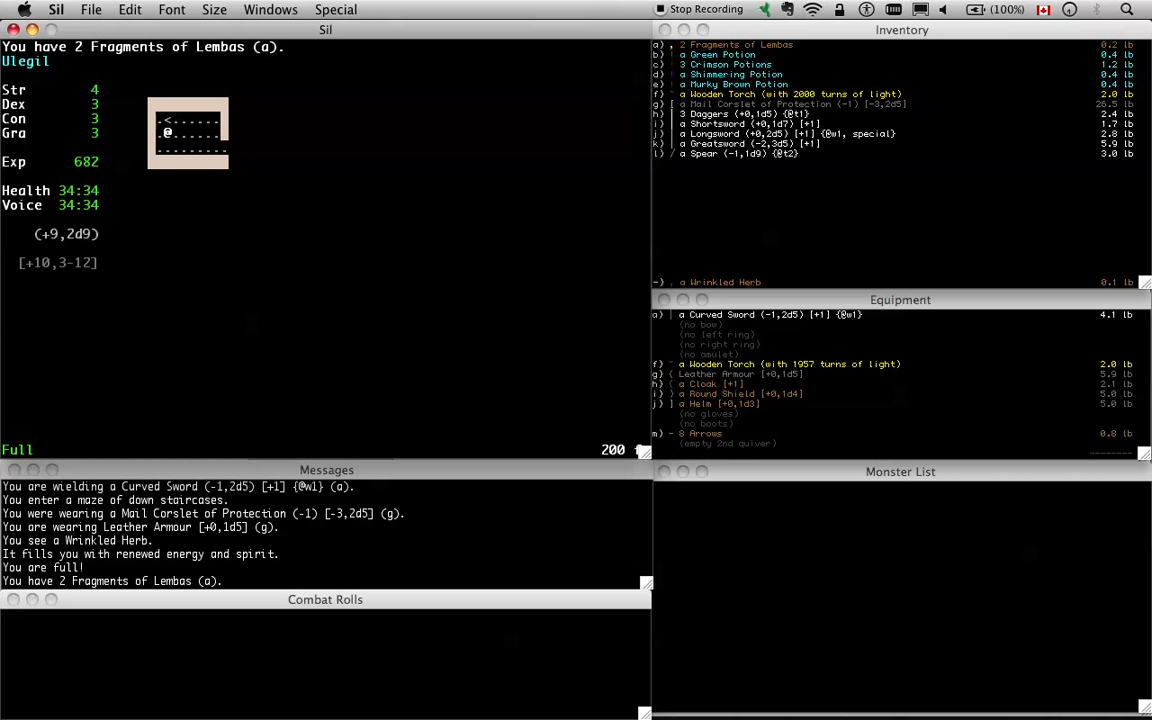 Sil File Edit Font Size Windows Special Stop Recording (100%)
Sil
You have 2 Fragments of Lembas (a).
Ulegil
Str 4
Dex 3
Con 3
Gra 3
Exp 682
Health 34:34
Voice 34:34
(+9,2d9)
[+10,3-12]
.<......
.@......
.........
Full 200 f
Messages
You are wielding a Curved Sword (-1,2d5) [+1] {@w1} (a).
You enter a maze of down staircases.
You were wearing a Mail Corslet of Protection (-1) [-3,2d5] (g).
You are wearing Leather Armour [+0,1d5] (g).
You see a Wrinkled Herb.
It fills you with renewed energy and spirit.
You are full!
You have 2 Fragments of Lembas (a).
Combat Rolls
Inventory
a) , 2 Fragments of Lembas 0.2 lb
b) ! a Green Potion 0.4 lb
c) ! 3 Crimson Potions 1.2 lb
d) ! a Shimmering Potion 0.4 lb
e) ! a Murky Brown Potion 0.4 lb
f) ~ a Wooden Torch (with 2000 turns of light) 2.0 lb
g) [ a Mail Corslet of Protection (-1) [-3,2d5] 26.5 lb
h) | 3 Daggers (+0,1d5) {@t1} 2.4 lb
i) | a Shortsword (+0,1d7) [+1] 1.7 lb
j) | a Longsword (+0,2d5) [+1] {@w1, special} 2.8 lb
k) | a Greatsword (-2,3d5) [+1] 5.9 lb
l) / a Spear (-1,1d9) {@t2} 3.0 lb
-) , a Wrinkled Herb 0.1 lb
Equipment
a) | a Curved Sword (-1,2d5) [+1] {@w1} 4.1 lb
(no bow)
(no left ring)
(no right ring)
(no amulet)
f) ~ a Wooden Torch (with 1957 turns of light) 2.0 lb
g) ( Leather Armour [+0,1d5] 5.9 lb
h) ( a Cloak [+1] 2.1 lb
i) ) a Round Shield [+0,1d4] 5.0 lb
j) ] a Helm [+0,1d3] 5.0 lb
(no gloves)
(no boots)
m) - 8 Arrows 0.8 lb
(empty 2nd quiver)
Monster List